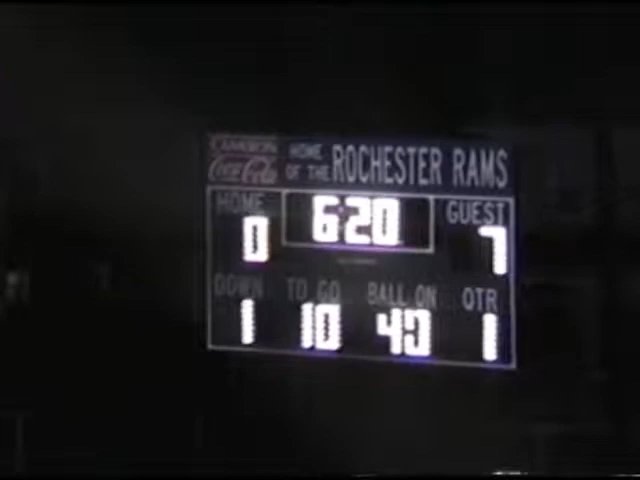 Coca-Cola
HOME OF THE ROCHESTER RAMS
HOME 6:20 GUEST
0 7
DOWN TO GO BALL ON QTR
1 10 1